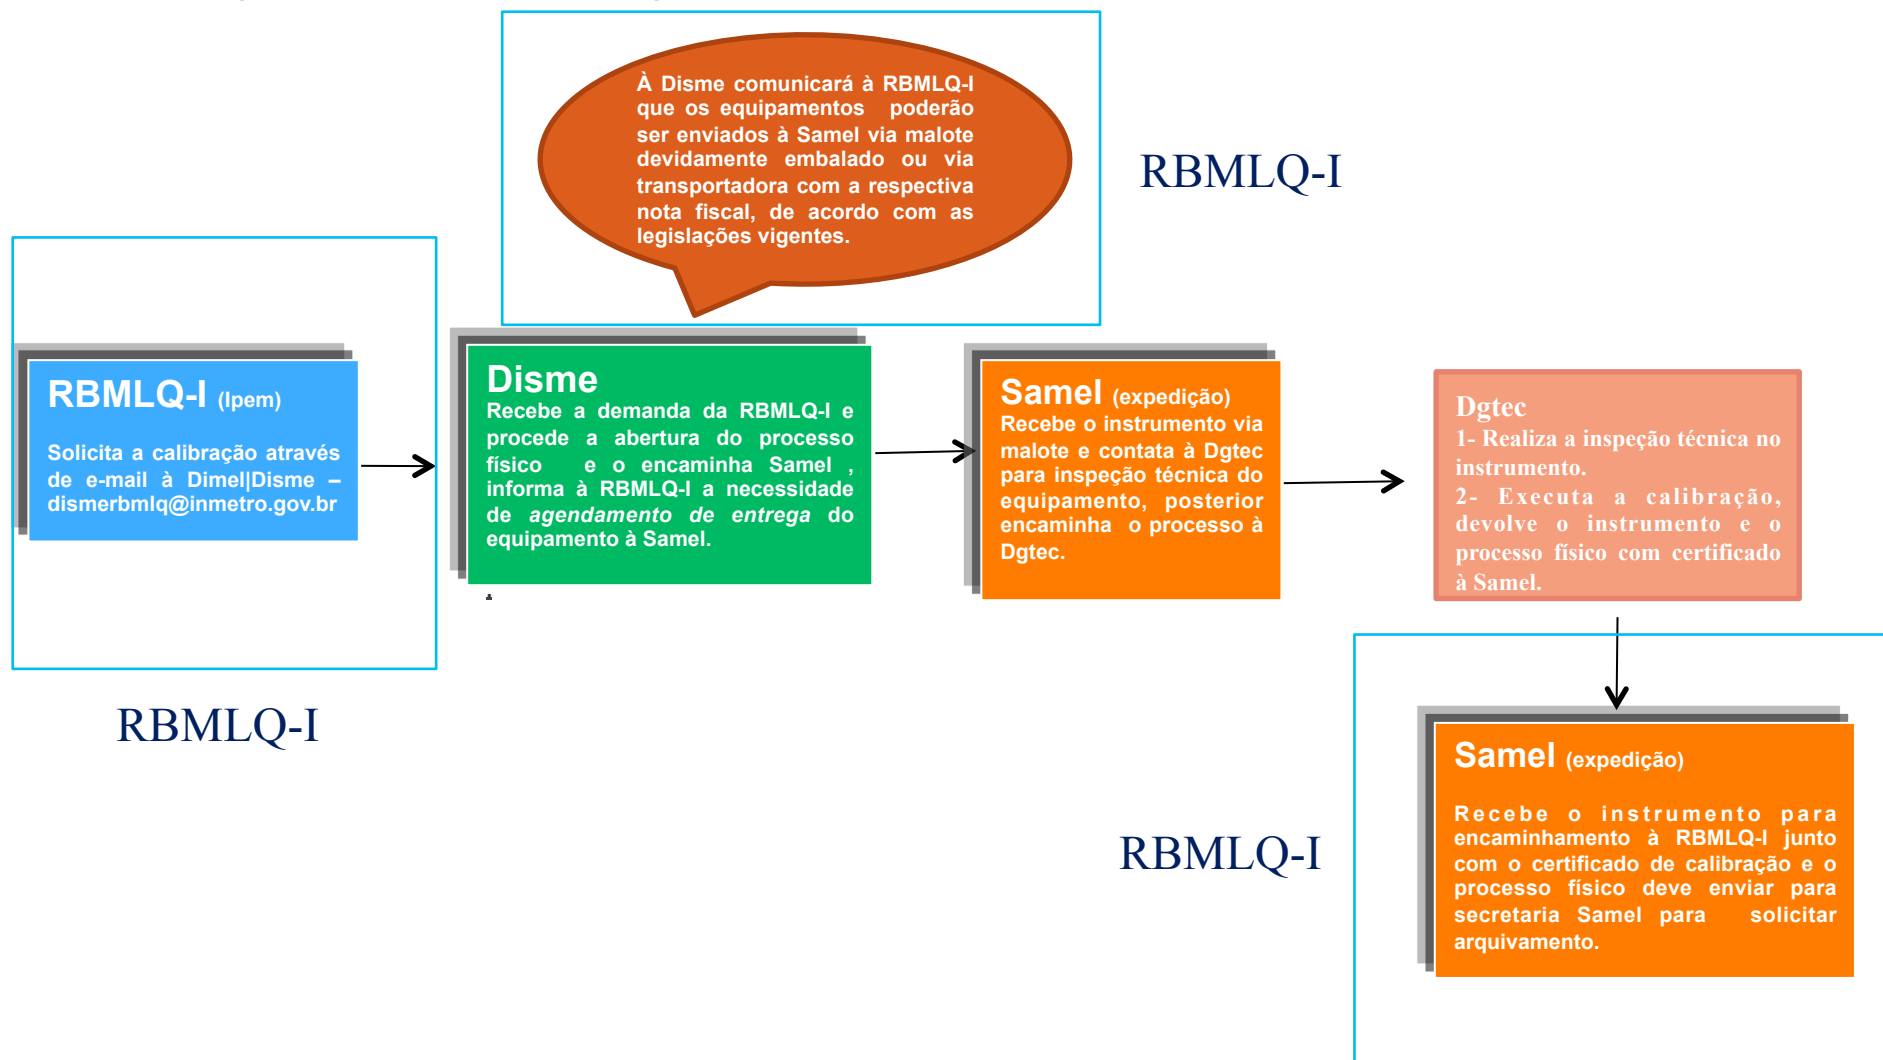 À Disme comunicará à RBMLQ-I
que os equipamentos poderão
ser enviados à Samel via malote
devidamente embalado ou via
transportadora com a respectiva
nota fiscal, de acordo com as
legislações vigentes.
RBMLQ-I
RBMLQ-I (Ipem)
Solicita a calibração através
de e-mail à Dimel|Disme –
dismerbmlq@inmetro.gov.br
RBMLQ-I
Disme
Recebe a demanda da RBMLQ-I e
procede a abertura do processo
físico e o encaminha Samel ,
informa à RBMLQ-I a necessidade
de agendamento de entrega do
equipamento à Samel.
Samel (expedição)
Recebe o instrumento via
malote e contata à Dgtec
para inspeção técnica do
equipamento, posterior
encaminha o processo à
Dgtec.
Dgtec
1- Realiza a inspeção técnica no
instrumento.
2- Executa a calibração,
devolve o instrumento e o
processo físico com certificado
à Samel.
RBMLQ-I
Samel (expedição)
Recebe o instrumento para
encaminhamento à RBMLQ-I junto
com o certificado de calibração e o
processo físico deve enviar para
secretaria Samel para solicitar
arquivamento.